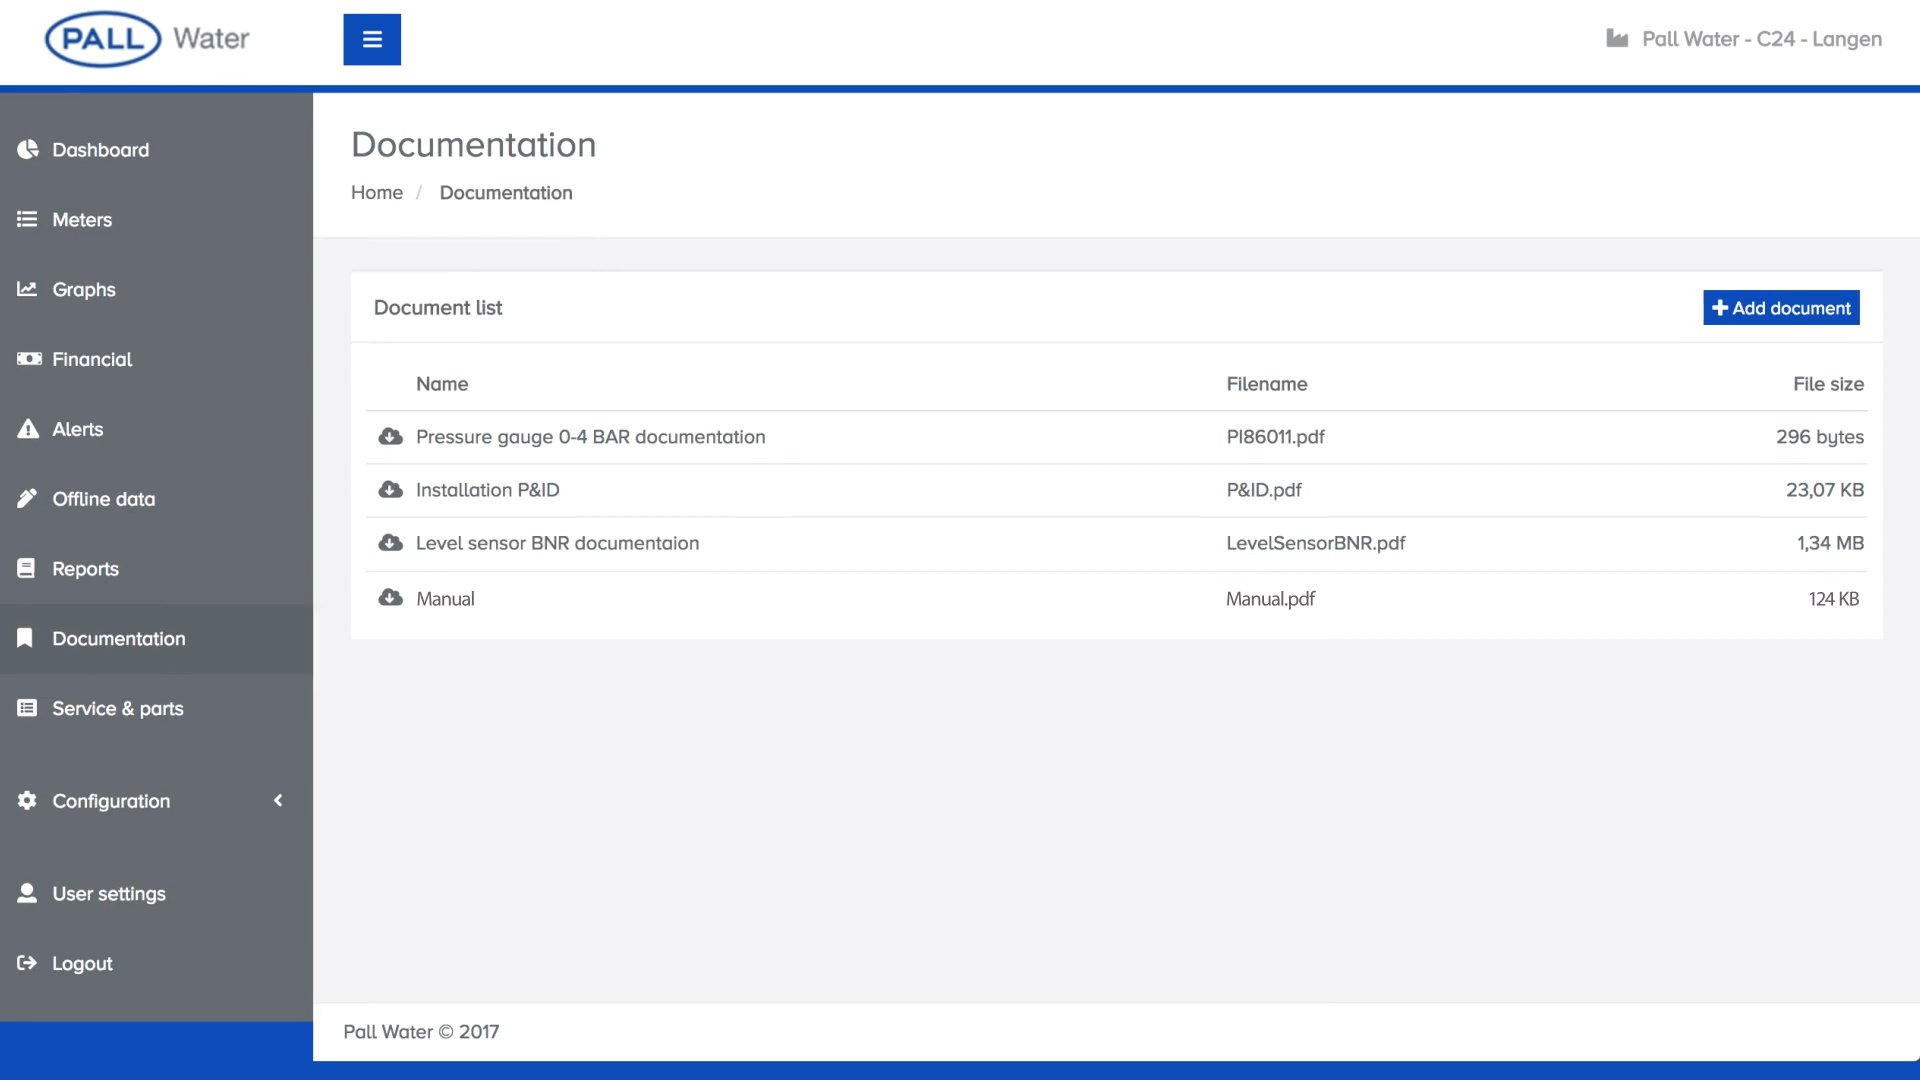 PALL Water
Pall Water - C24 - Langen
Dashboard
Meters
Graphs
Financial
Alerts
Offline data
Reports
Documentation
Service & parts
Configuration
User settings
Logout
Documentation
Home / Documentation
Document list
Add document
Name Filename File size
Pressure gauge 0-4 BAR documentation PI86011.pdf 296 bytes
Installation P&ID P&ID.pdf 23,07 KB
Level sensor BNR documentaion LevelSensorBNR.pdf 1,34 MB
Manual Manual.pdf 124 KB
Pall Water © 2017